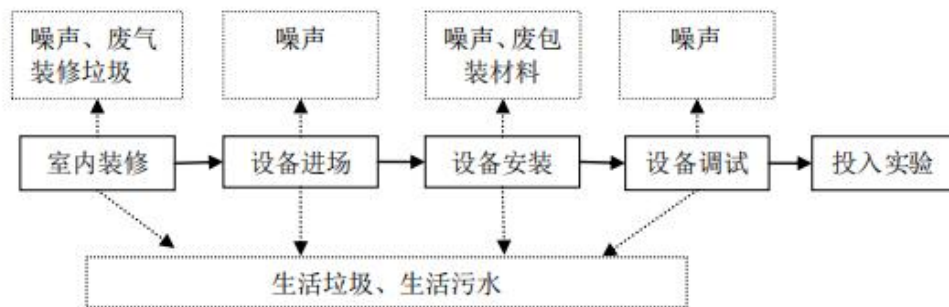 噪声、废气
装修垃圾
噪声
噪声、废包
装材料
噪声
室内装修
设备进场
设备安装
设备调试
投入实验
生活垃圾、生活污水